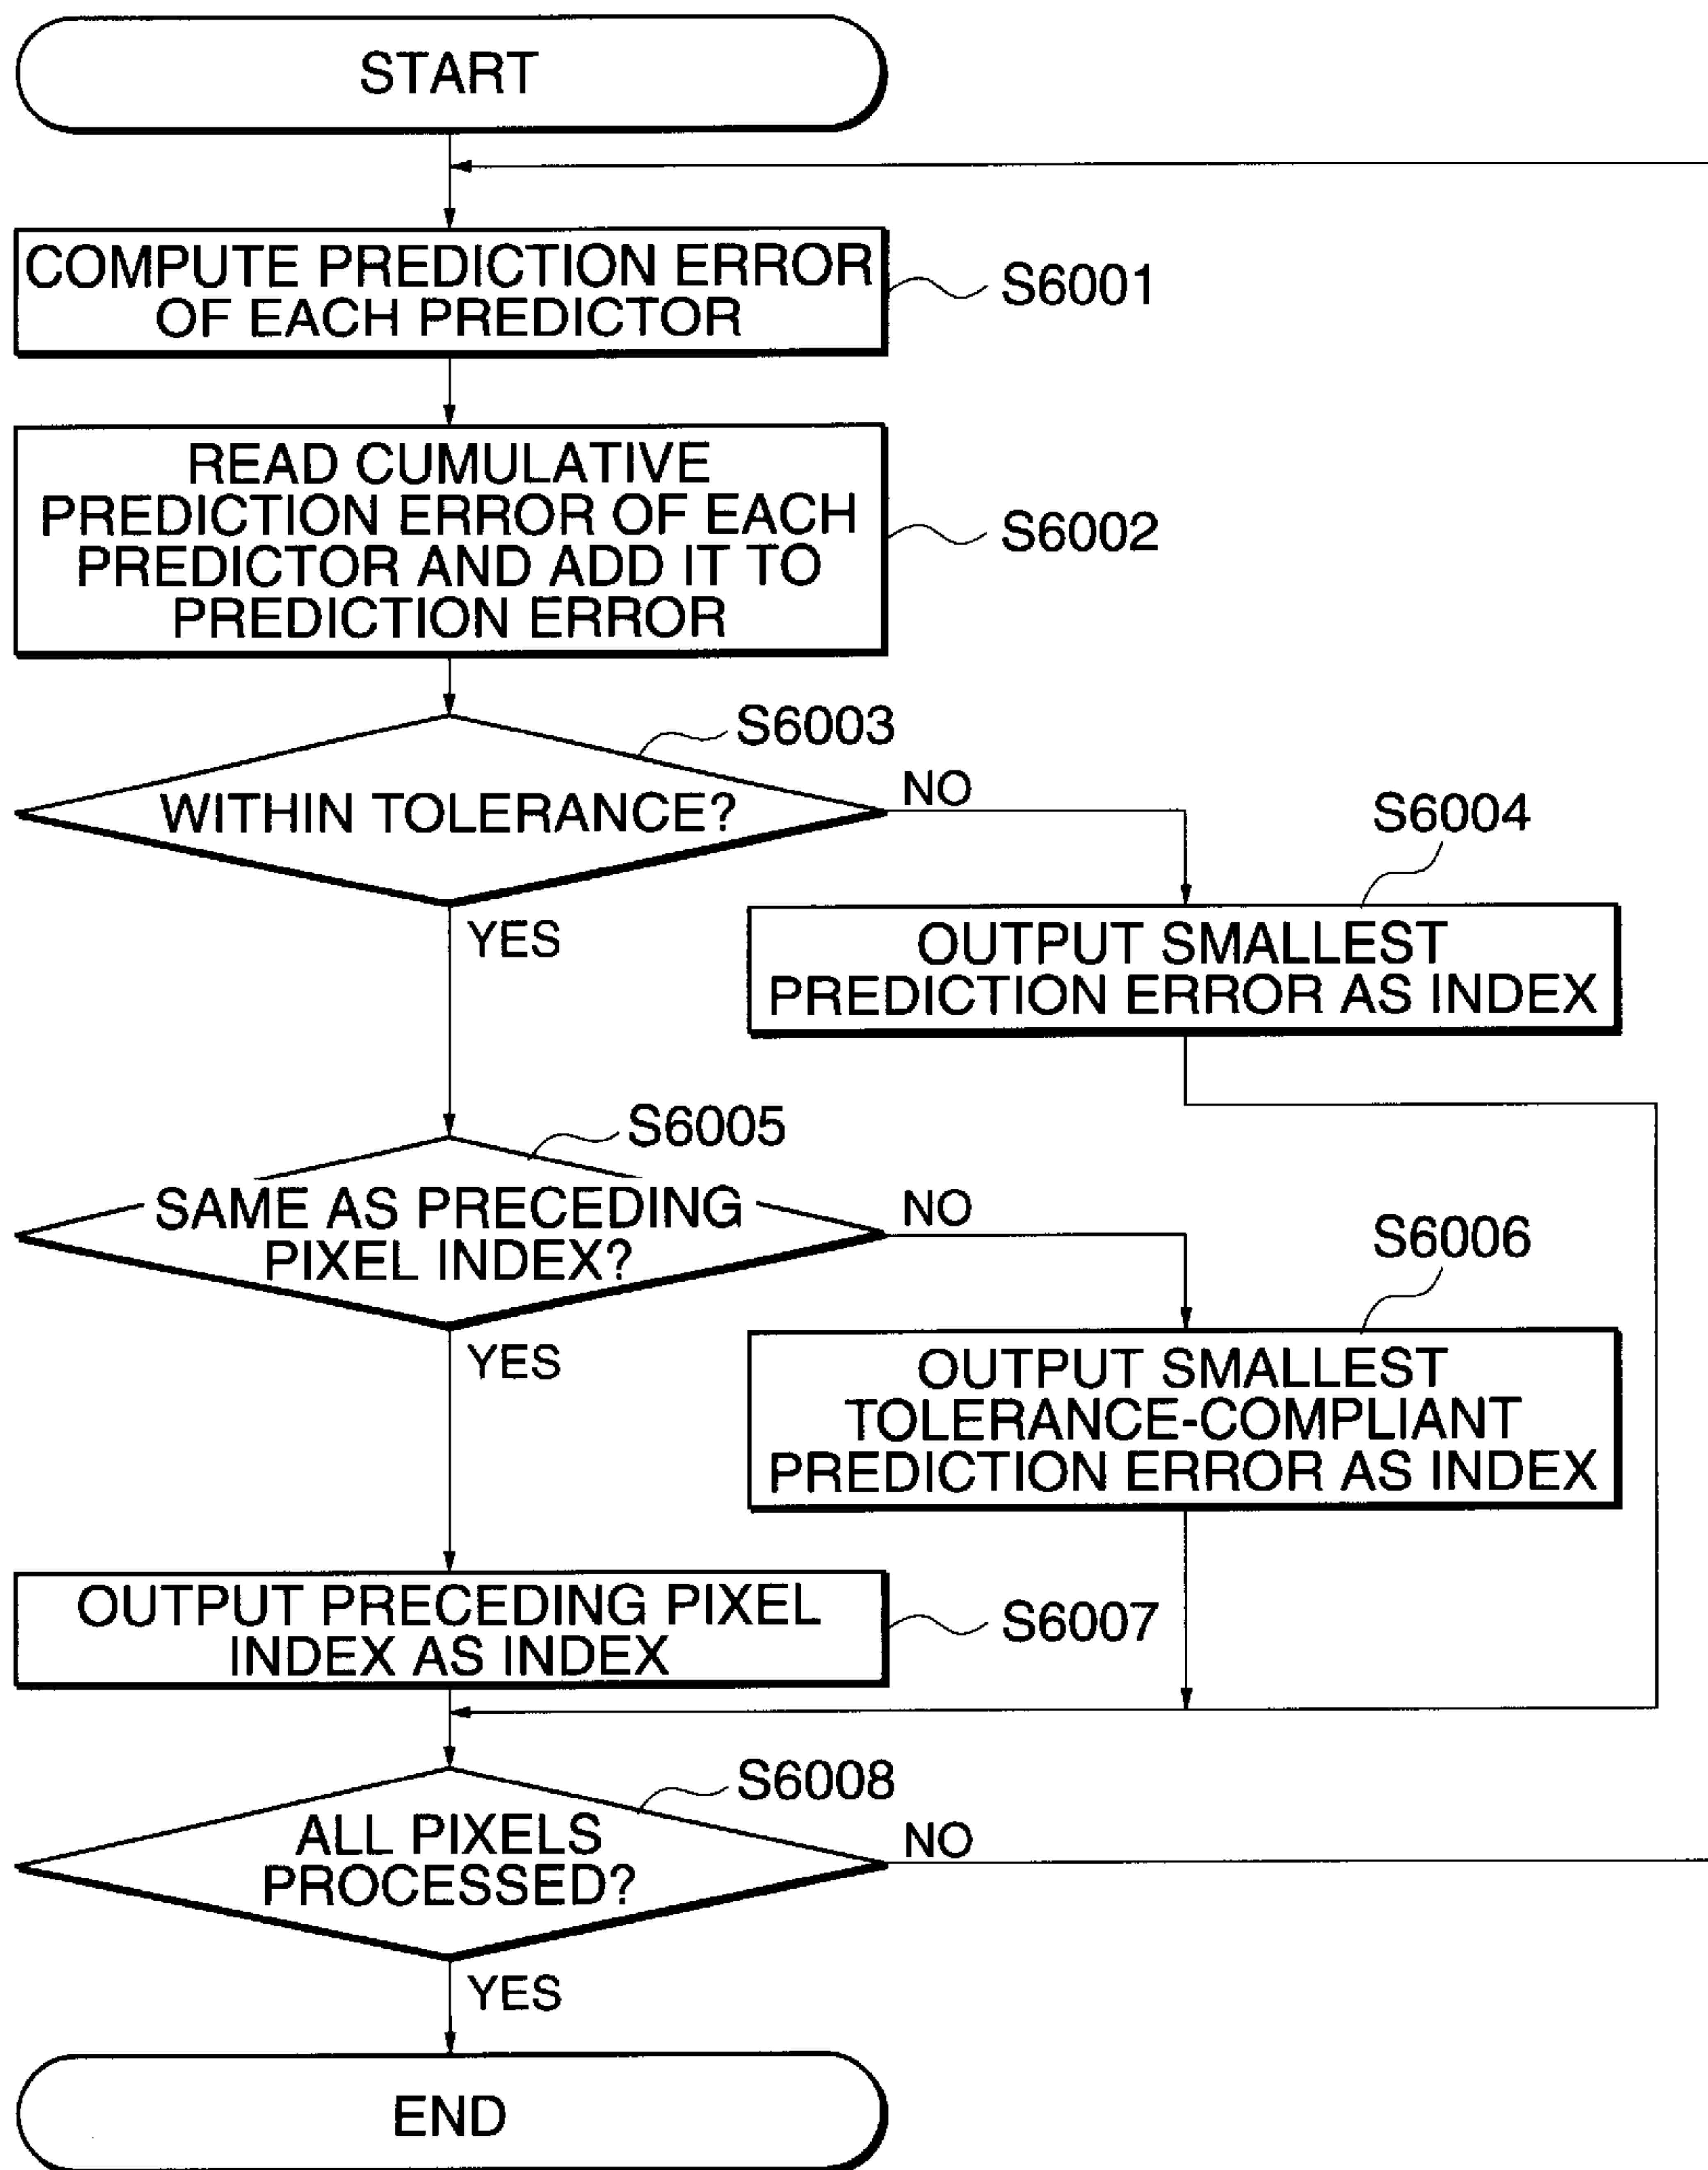 START
COMPUTE PREDICTION ERROR
OF EACH PREDICTOR
S6001
READ CUMULATIVE
PREDICTION ERROR OF EACH
PREDICTOR AND ADD IT TO
PREDICTION ERROR
S6002
S6003
WITHIN TOLERANCE?
NO
YES
S6004
OUTPUT SMALLEST
PREDICTION ERROR AS INDEX
S6005
SAME AS PRECEDING
PIXEL INDEX?
NO
YES
S6006
OUTPUT SMALLEST
TOLERANCE-COMPLIANT
PREDICTION ERROR AS INDEX
OUTPUT PRECEDING PIXEL
INDEX AS INDEX
S6007
S6008
ALL PIXELS
PROCESSED?
NO
YES
END